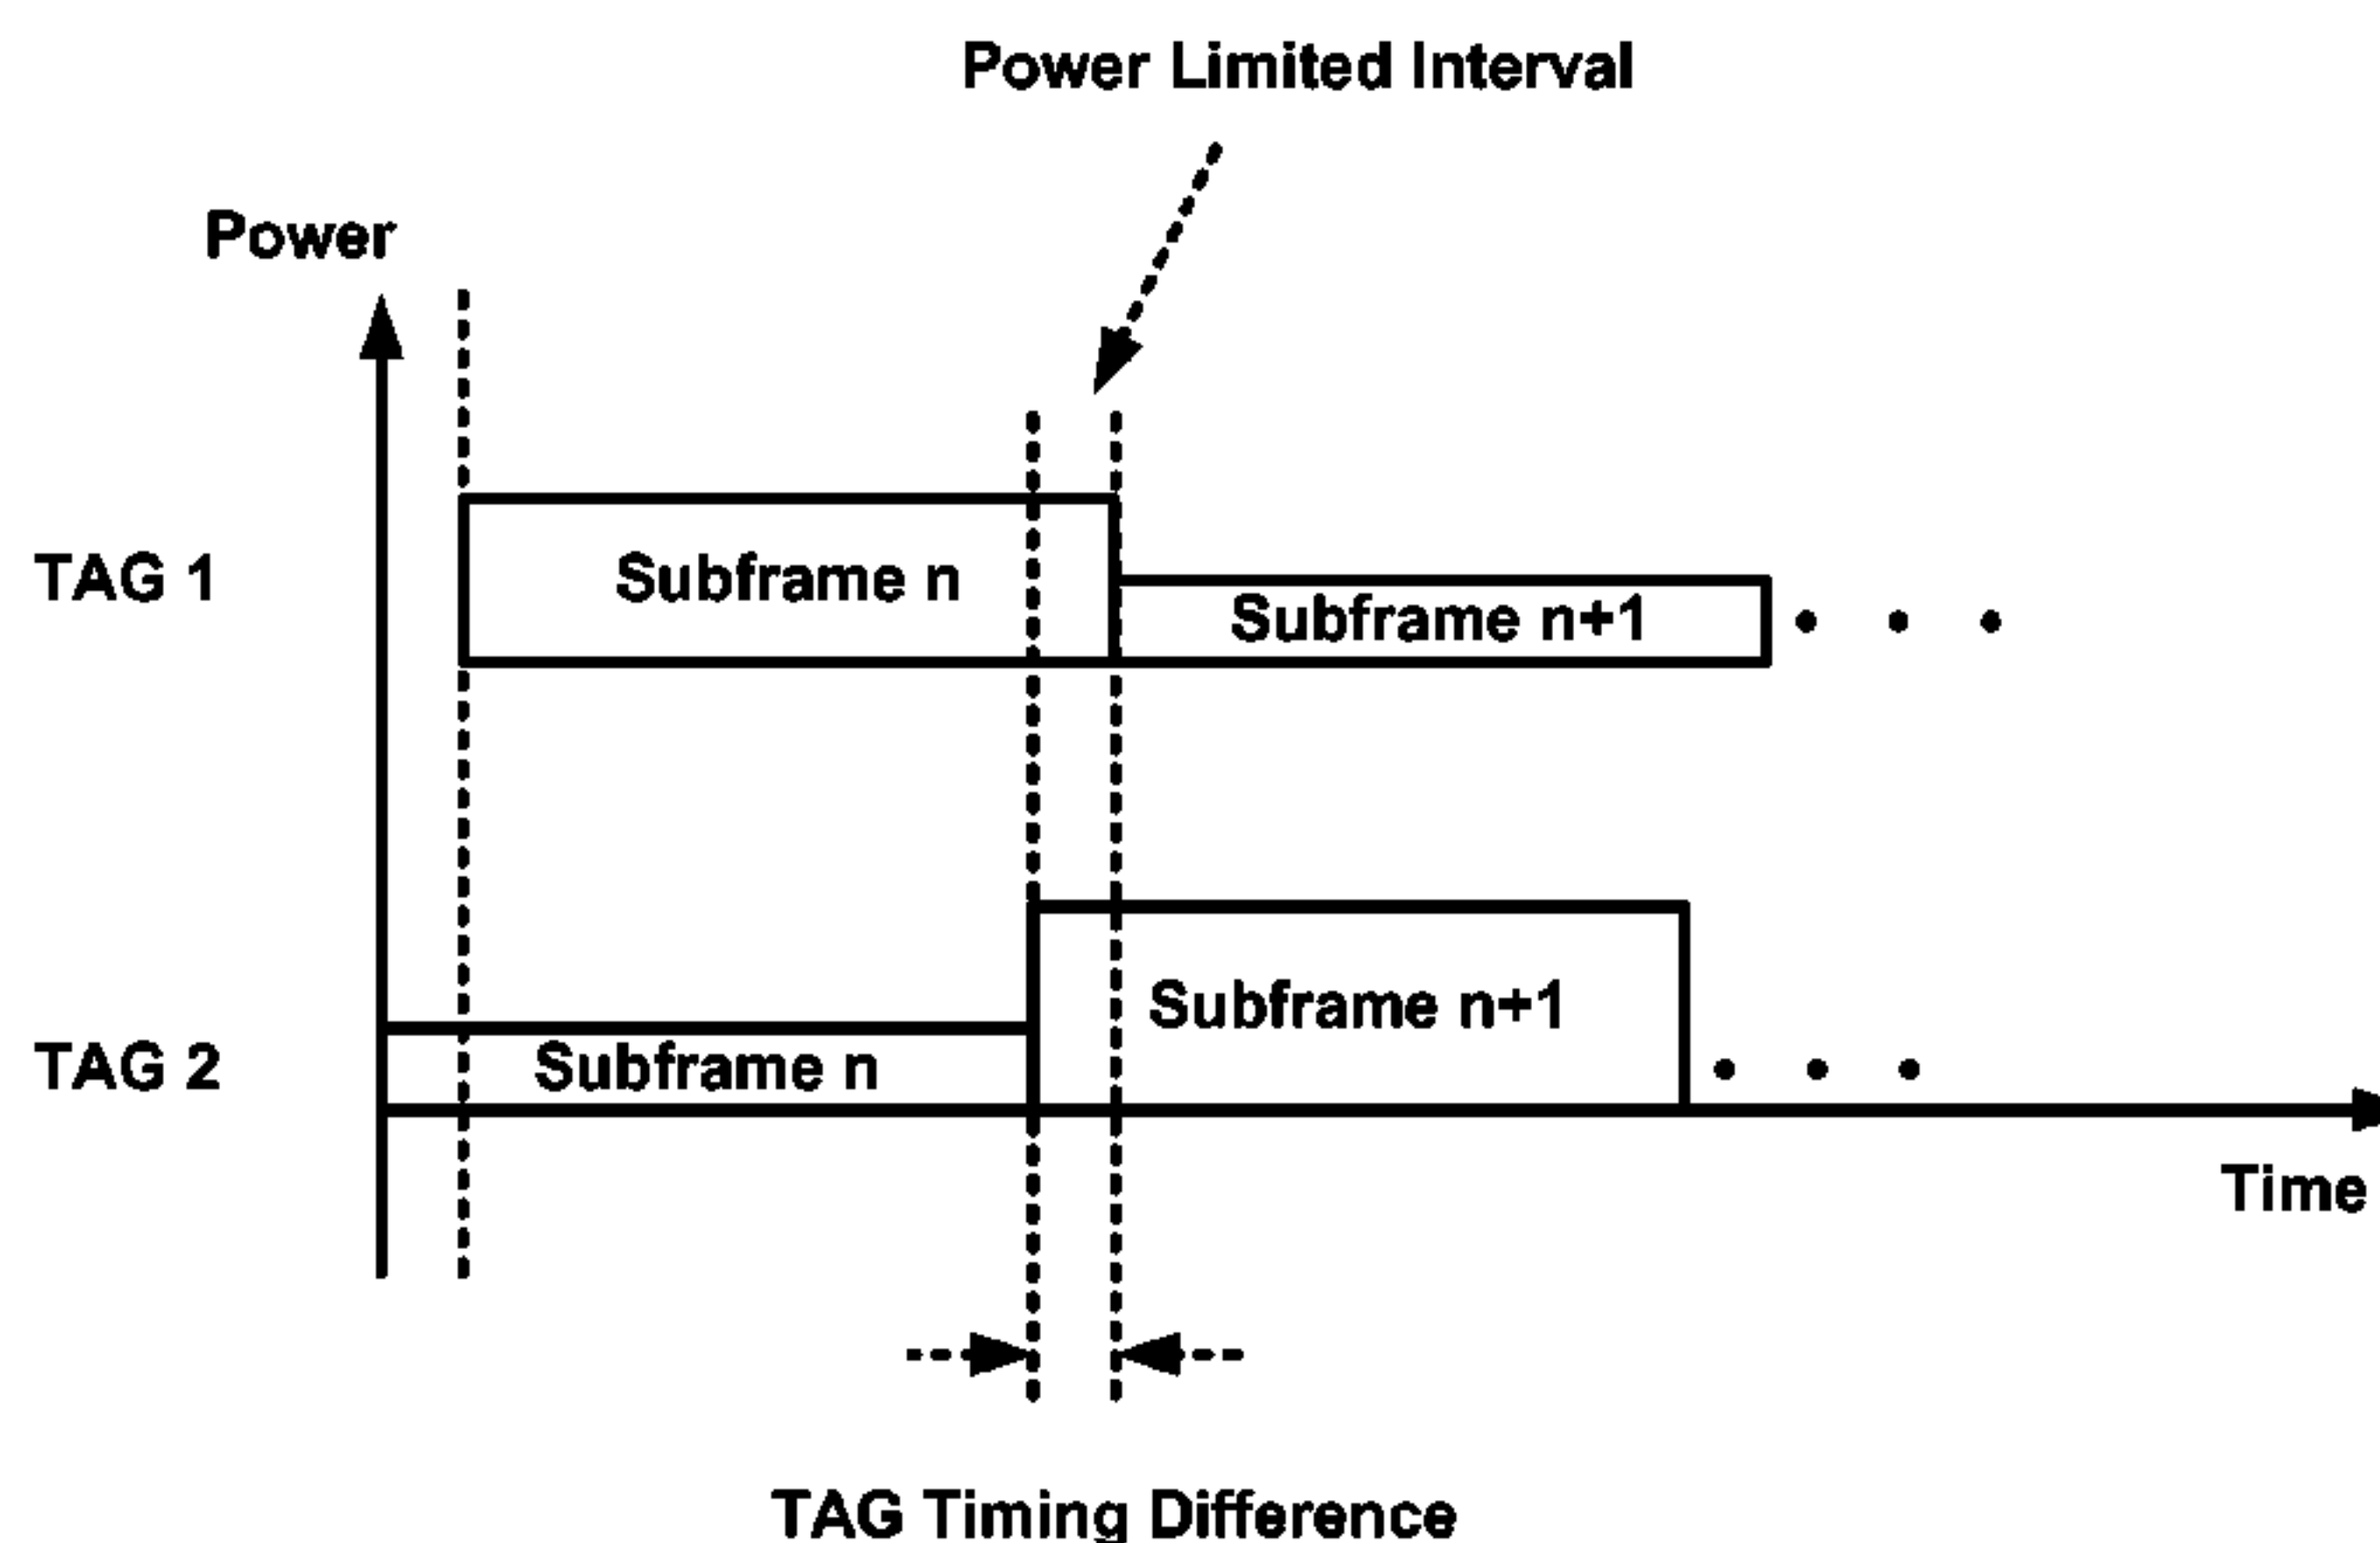 Power Limited Interval
Power
TAG 1
Subframe n
Subframe n+1
TAG 2
Subframe n
Subframe n+1
Time
TAG Timing Difference